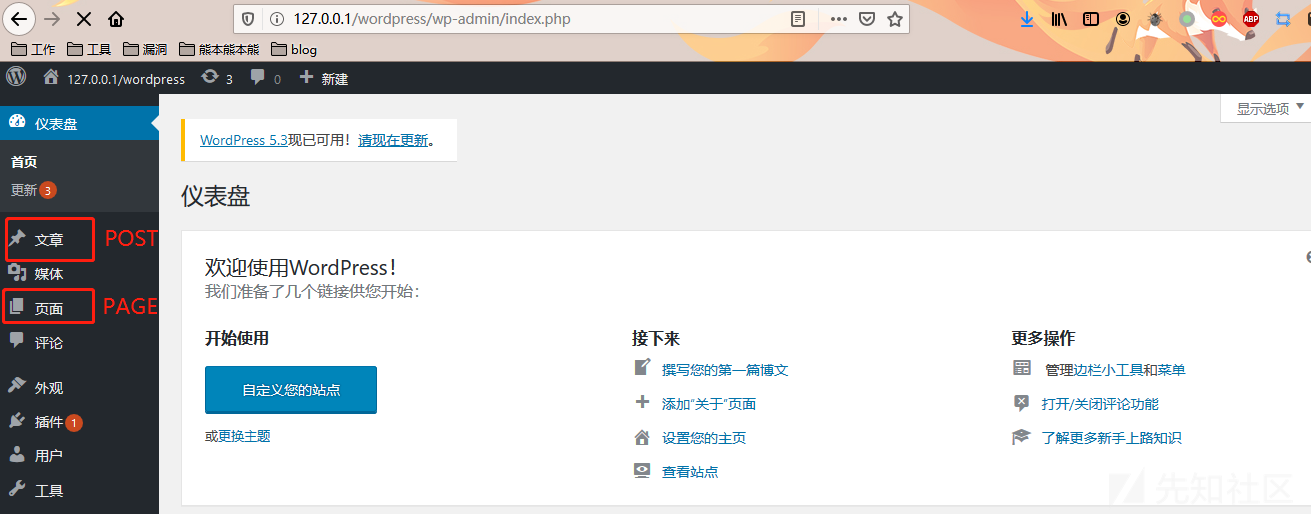 127.0.0.1/wordpress/wp-admin/index.php
ABP
工作 工具 漏洞 熊本熊本熊 blog
127.0.0.1/wordpress 3 0 新建
显示选项
仪表盘
首页
更新 3
文章 POST
媒体
页面 PAGE
评论
外观
插件 1
用户
工具
WordPress 5.3现已可用！请现在更新。
仪表盘
欢迎使用WordPress！
我们准备了几个链接供您开始：
开始使用
自定义您的站点
或更换主题
接下来
撰写您的第一篇博文
添加“关于”页面
设置您的主页
查看站点
更多操作
管理边栏小工具和菜单
打开/关闭评论功能
了解更多新手上路知识
先知社区